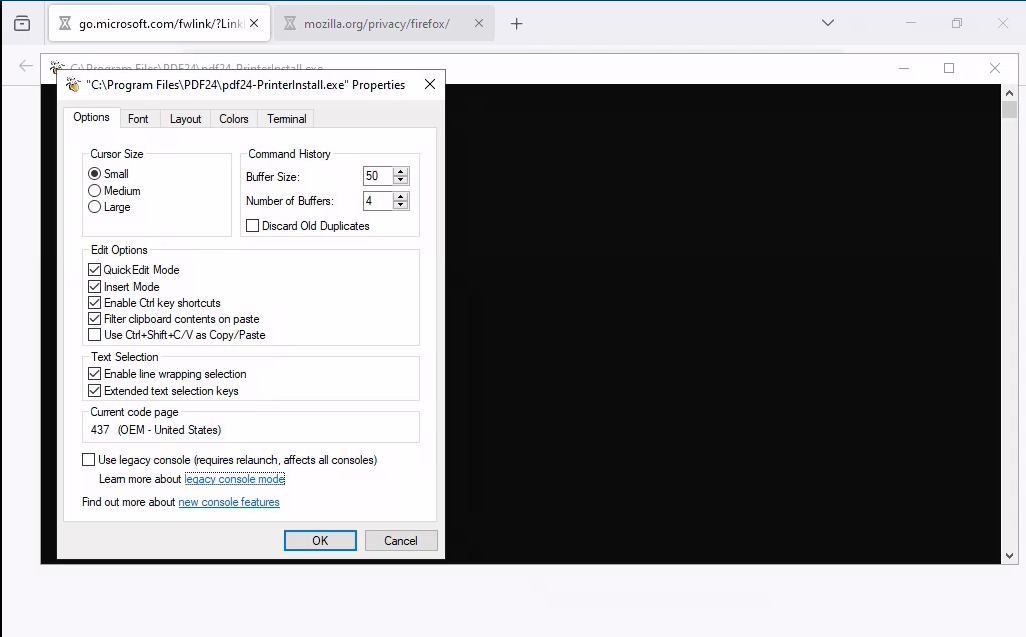 go.microsoft.com/fwlink/?Link
mozilla.org/privacy/firefox/
C:\Program Files\PDF24\pdf24-PrinterInstall.exe
"C:\Program Files\PDF24\pdf24-PrinterInstall.exe" Properties
Options Font Layout Colors Terminal
Cursor Size
Small
Medium
Large
Command History
Buffer Size: 50
Number of Buffers: 4
Discard Old Duplicates
Edit Options
QuickEdit Mode
Insert Mode
Enable Ctrl key shortcuts
Filter clipboard contents on paste
Use Ctrl+Shift+C/V as Copy/Paste
Text Selection
Enable line wrapping selection
Extended text selection keys
Current code page
437 (OEM - United States)
Use legacy console (requires relaunch, affects all consoles)
Learn more about legacy console mode
Find out more about new console features
OK Cancel